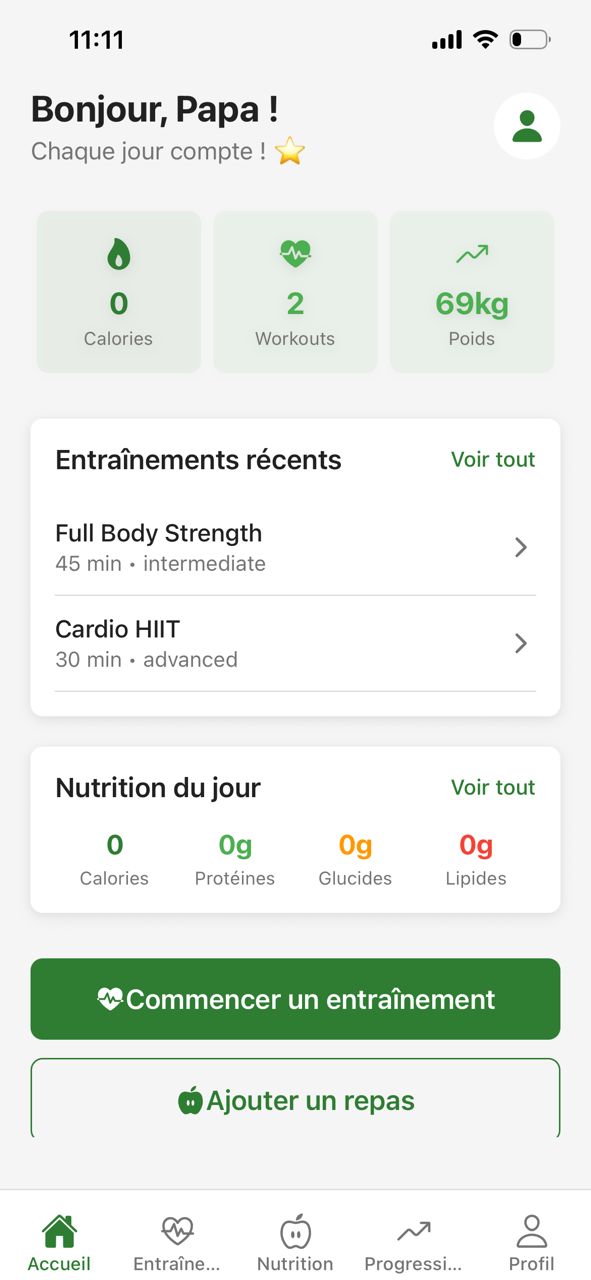 11:11
Bonjour, Papa !
Chaque jour compte ! ⭐
0
Calories
2
Workouts
69kg
Poids
Entraînements récents
Voir tout
Full Body Strength
45 min • intermediate
Cardio HIIT
30 min • advanced
Nutrition du jour
Voir tout
0
Calories
0g
Protéines
0g
Glucides
0g
Lipides
Commencer un entraînement
Ajouter un repas
Accueil
Entraîne...
Nutrition
Progressi...
Profil